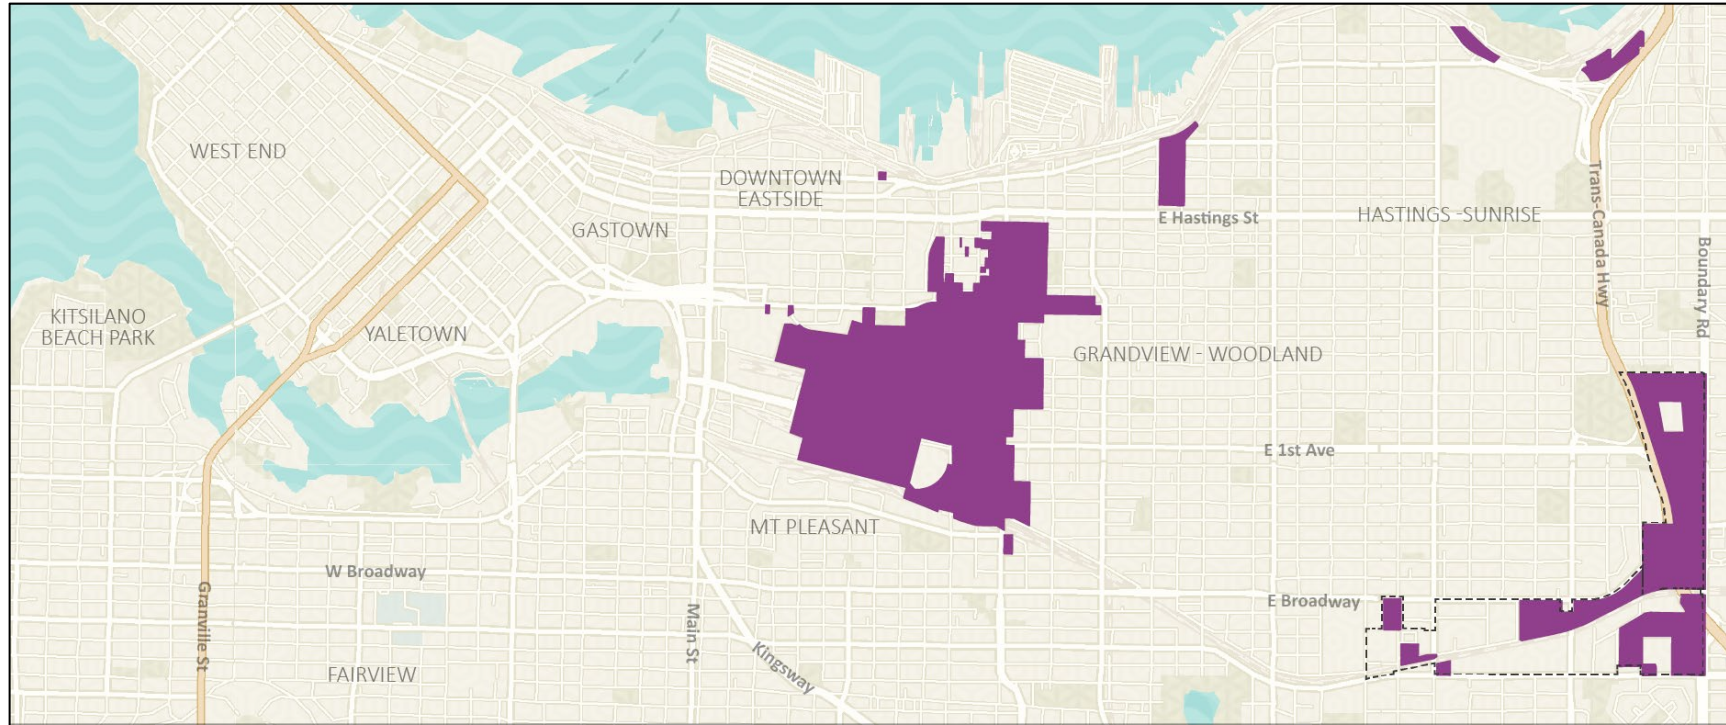 WEST END
DOWNTOWN
EASTSIDE
GASTOWN
E Hastings St
HASTINGS -SUNRISE
Trans-Canada Hwy
Boundary Rd
KITSILANO
BEACH PARK
YALETOWN
GRANDVIEW - WOODLAND
E 1st Ave
MT PLEASANT
W Broadway
E Broadway
Granville St
Main St
Kingsway
FAIRVIEW